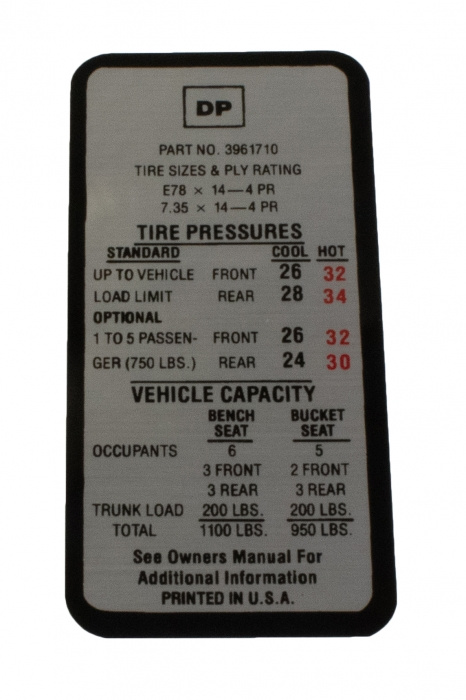 DP
PART NO. 3961710
TIRE SIZES & PLY RATING
E78 × 14—4 PR
7.35 × 14—4 PR
TIRE PRESSURES
STANDARD COOL HOT
UP TO VEHICLE FRONT 26 32
LOAD LIMIT REAR 28 34
OPTIONAL
1 TO 5 PASSEN- FRONT 26 32
GER (750 LBS.) REAR 24 30
VEHICLE CAPACITY
BENCH BUCKET
SEAT SEAT
OCCUPANTS 6 5
3 FRONT 2 FRONT
3 REAR 3 REAR
TRUNK LOAD 200 LBS. 200 LBS.
TOTAL 1100 LBS. 950 LBS.
See Owners Manual For
Additional Information
PRINTED IN U.S.A.